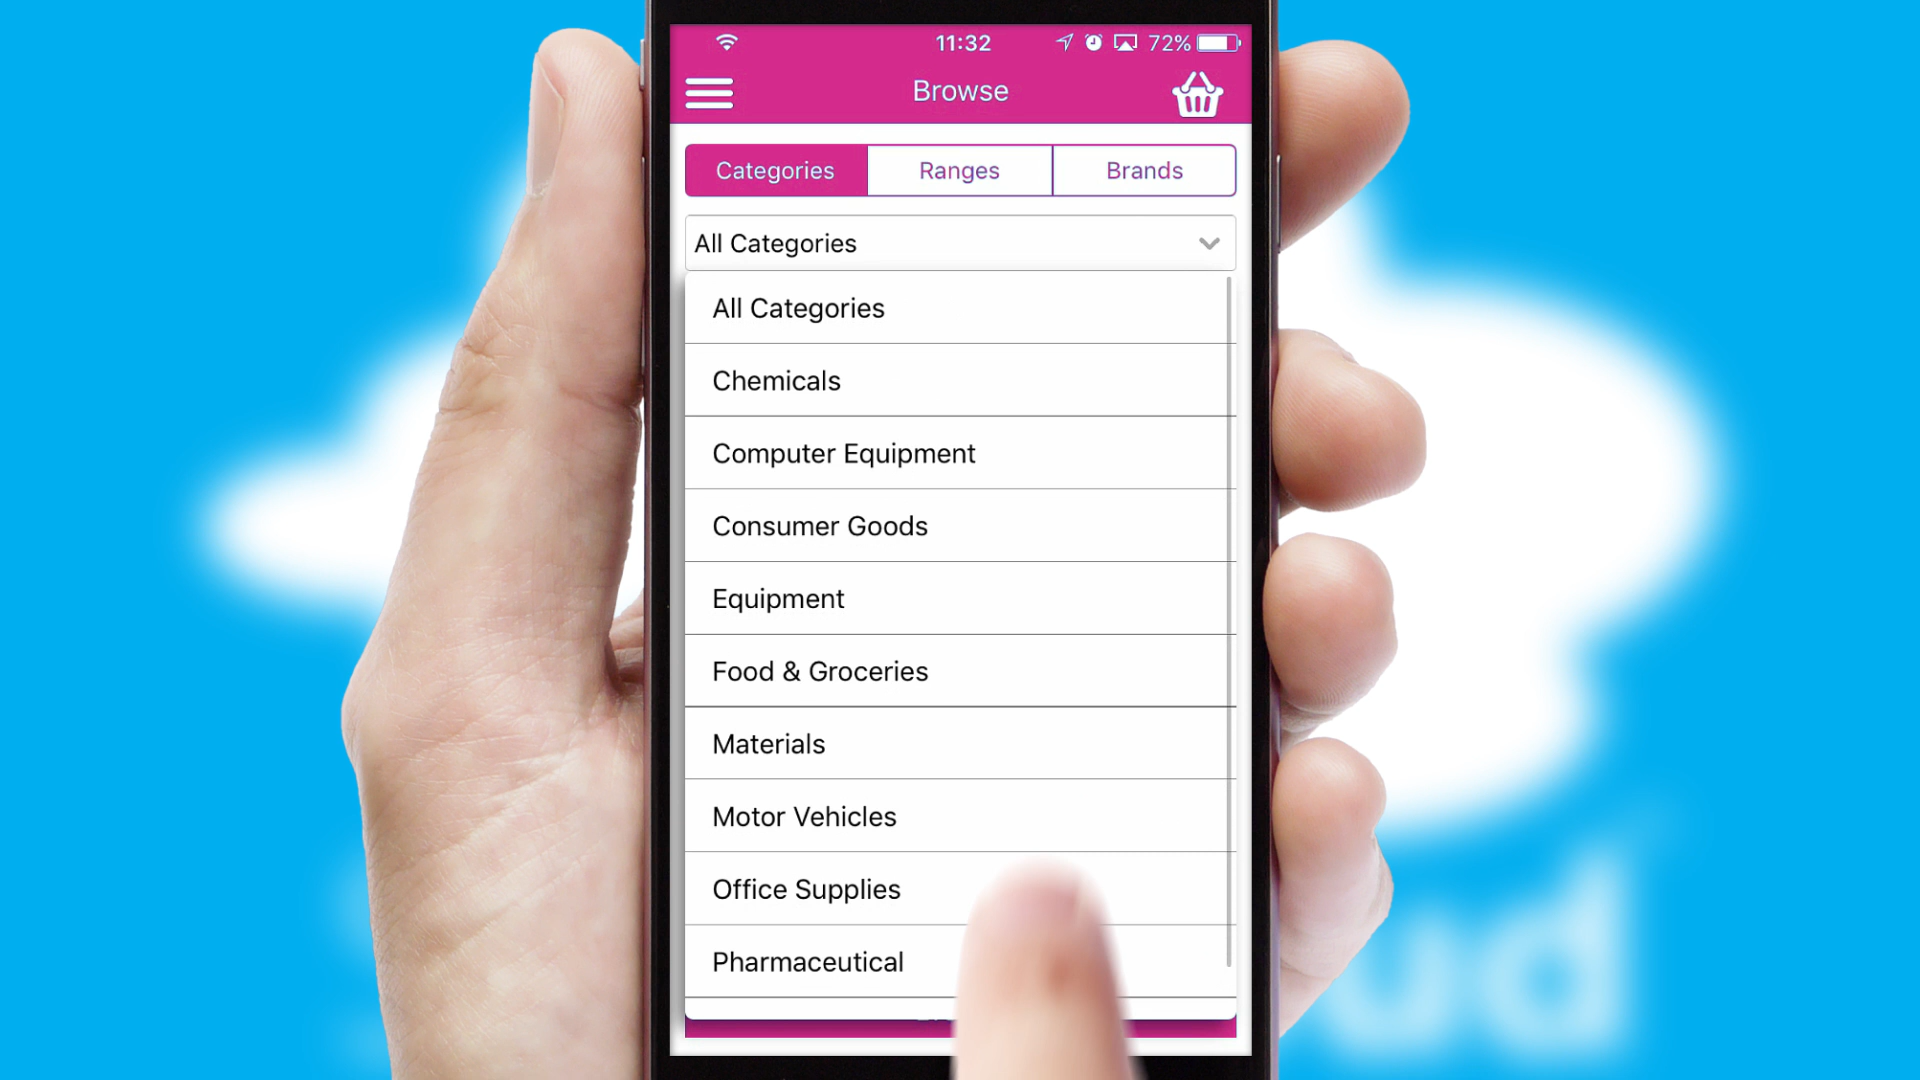 11:32
72%
Browse
Categories
Ranges
Brands
All Categories
All Categories
Chemicals
Computer Equipment
Consumer Goods
Equipment
Food & Groceries
Materials
Motor Vehicles
Office Supplies
Pharmaceutical
ud